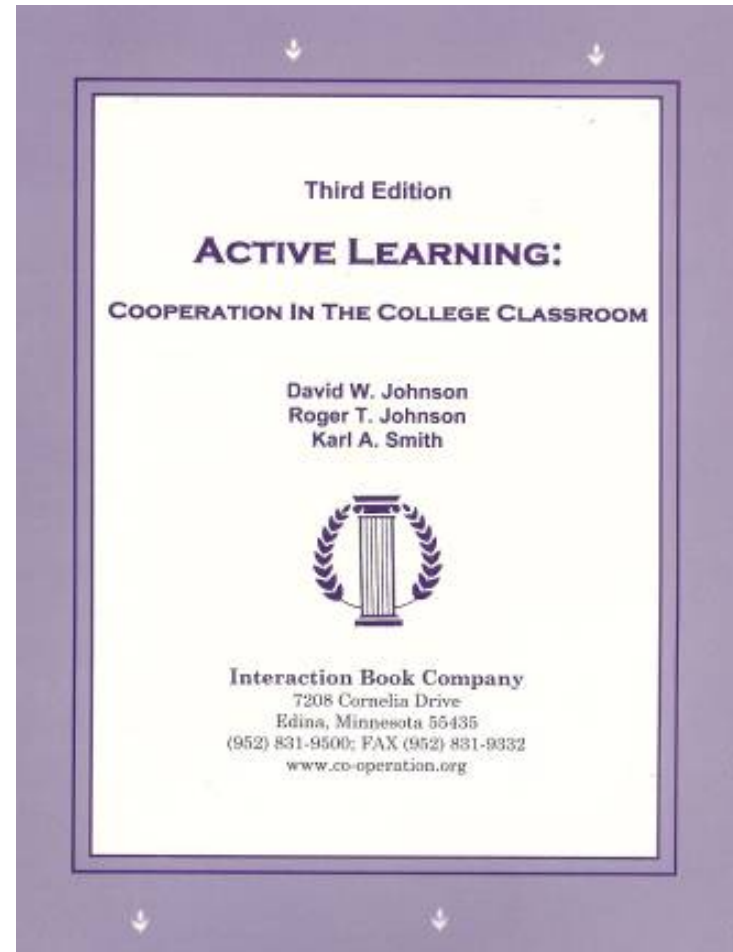 Third Edition
ACTIVE LEARNING:
COOPERATION IN THE COLLEGE CLASSROOM
David W. Johnson
Roger T. Johnson
Karl A. Smith
Interaction Book Company
7208 Cornelia Drive
Edina, Minnesota 55435
(952) 831-9500; FAX (952) 831-9332
www.co-operation.org